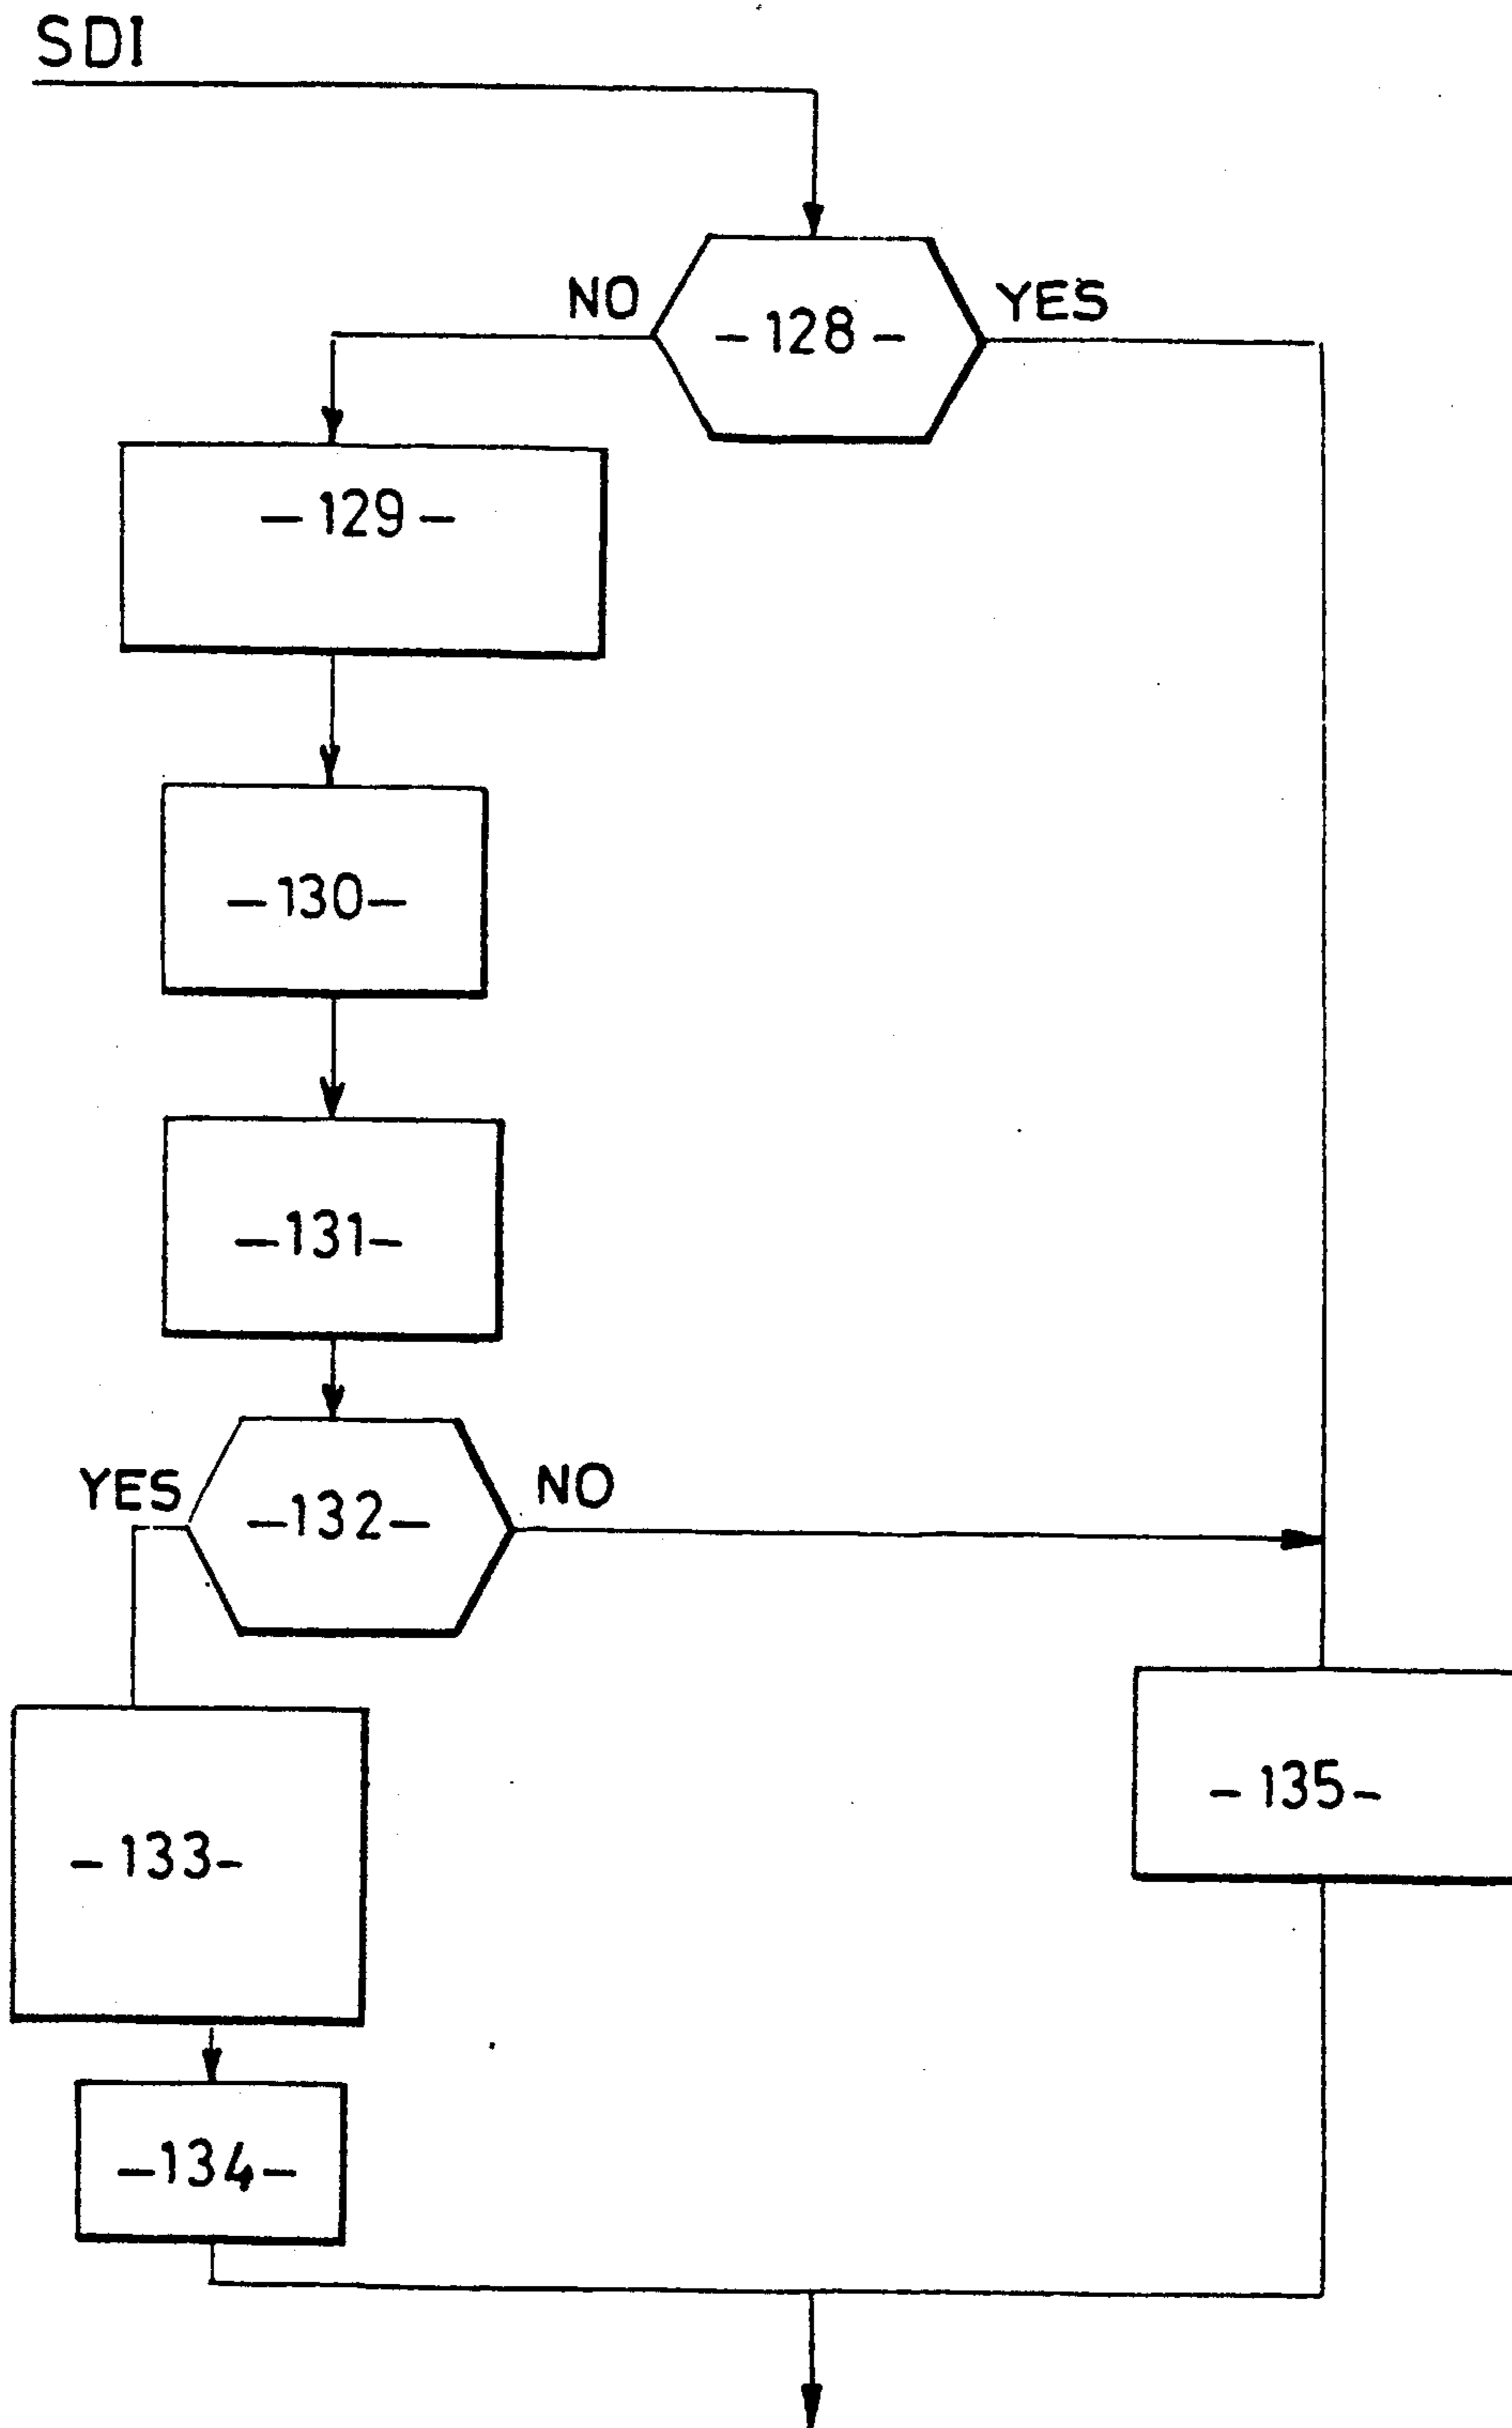 SDI
NO
-128-
YES
-129-
-130-
-131-
YES
-132-
NO
-133-
-135-
-134-